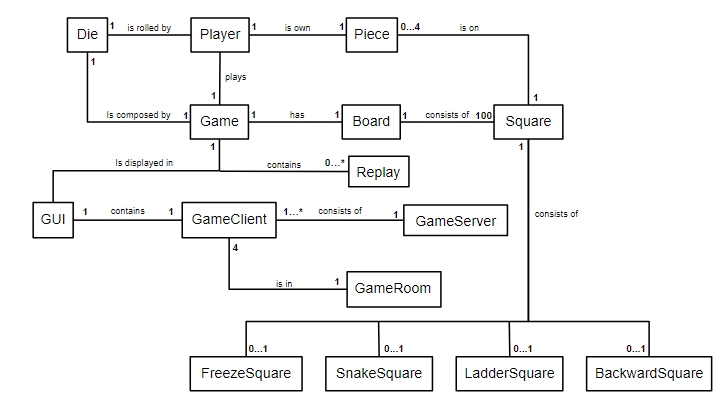 Die 1 is rolled by Player 1 is own 1 Piece 0...4 is on
1 plays
1 1
Is composed by 1 Game 1 has 1 Board 1 consists of 100 Square
1 1
Is displayed in contains 0...* Replay
GUI 1 contains 1 GameClient 1...* consists of 1 GameServer consists of
4
is in 1 GameRoom
0...1 0...1 0...1 0...1
FreezeSquare SnakeSquare LadderSquare BackwardSquare